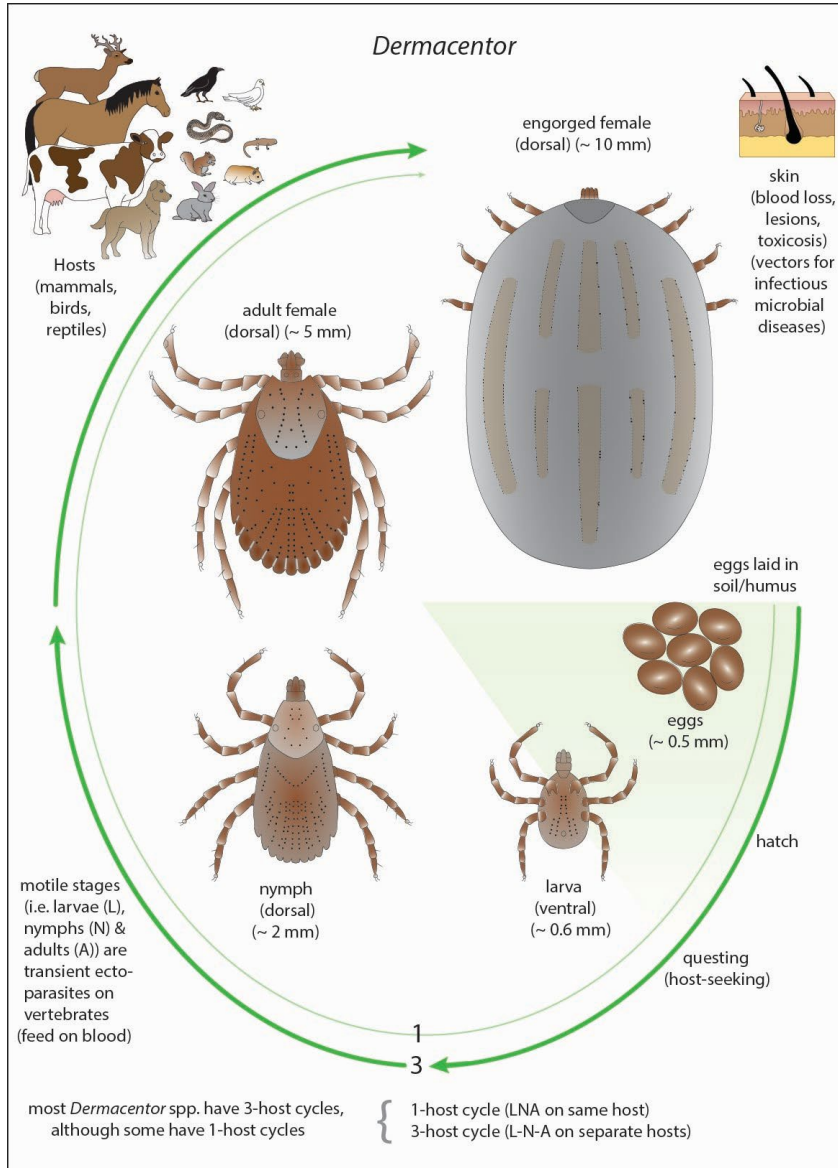 Dermacentor
Hosts
(mammals,
birds,
reptiles)
engorged female
(dorsal) (~ 10 mm)
skin
(blood loss,
lesions,
toxicosis)
(vectors for
infectious
microbial
diseases)
adult female
(dorsal) (~ 5 mm)
eggs laid in
soil/humus
eggs
(~ 0.5 mm)
hatch
larva
(ventral)
(~ 0.6 mm)
nymph
(dorsal)
(~ 2 mm)
questing
(host-seeking)
motile stages
(i.e. larvae (L),
nymphs (N) &
adults (A)) are
transient ecto-
parasites on
vertebrates
(feed on blood)
1
3
most Dermacentor spp. have 3-host cycles,
although some have 1-host cycles
{
1-host cycle (LNA on same host)
3-host cycle (L-N-A on separate hosts)